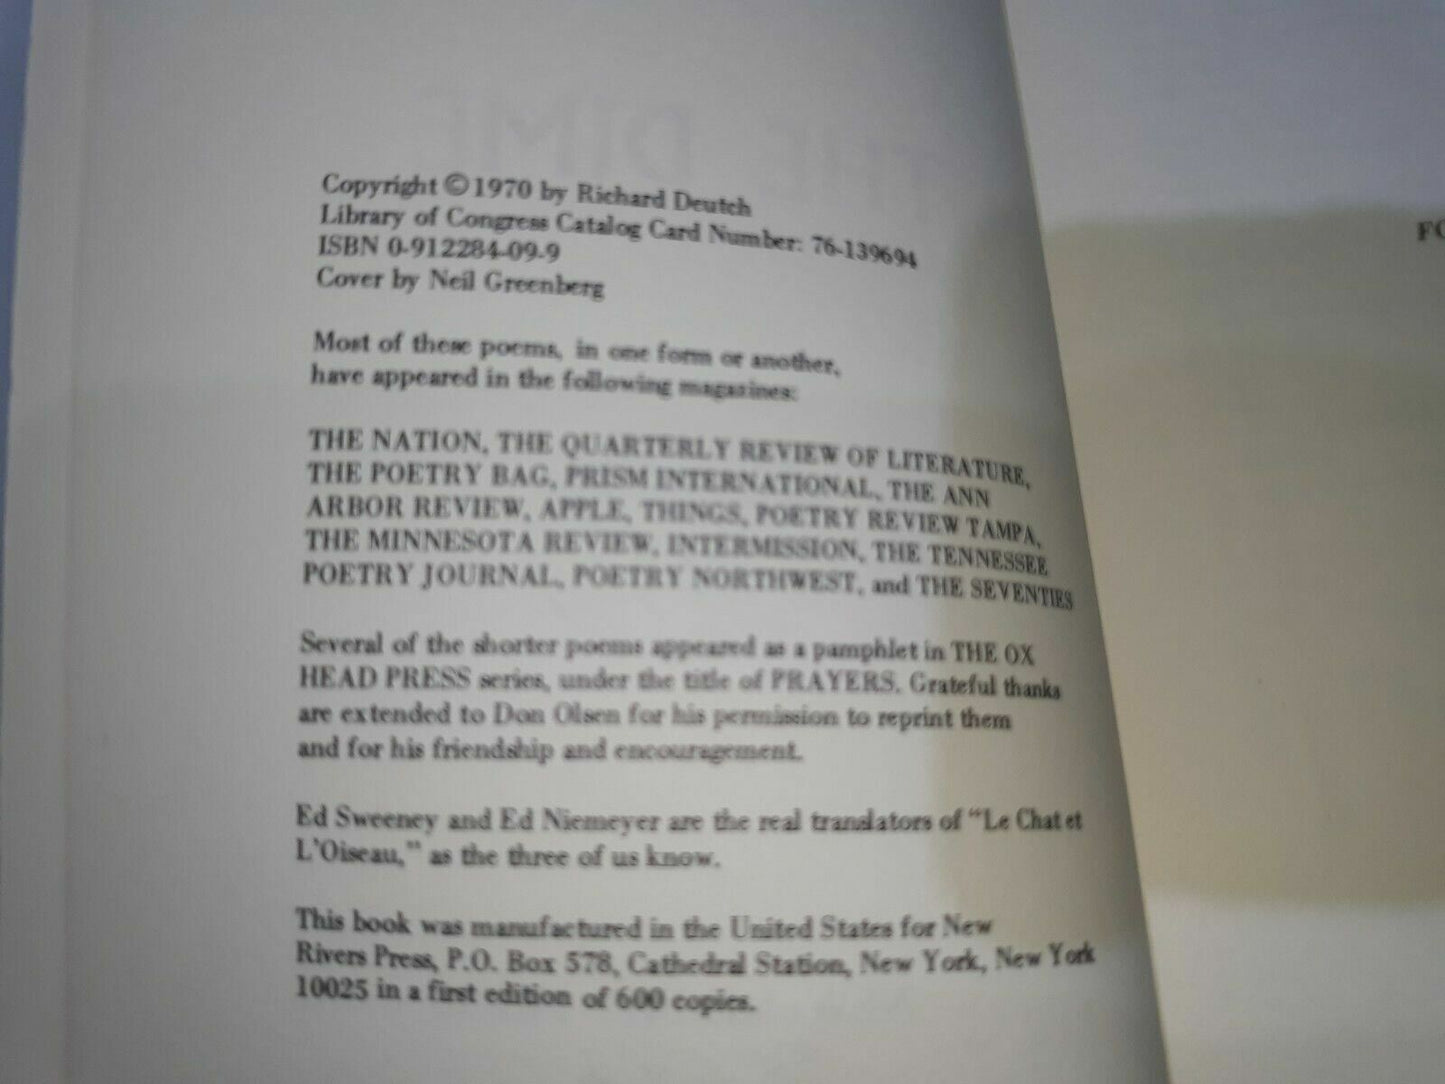 Copyright © 1970 by Richard Deutch
Library of Congress Catalog Card Number: 76-139694
ISBN 0-912284-09-9
Cover by Neil Greenberg
Most of these poems, in one form or another,
have appeared in the following magazines:
THE NATION, THE QUARTERLY REVIEW OF LITERATURE,
THE POETRY BAG, PRISM INTERNATIONAL, THE ANN
ARBOR REVIEW, APPLE, THINGS, POETRY REVIEW TAMPA,
THE MINNESOTA REVIEW, INTERMISSION, THE TENNESSEE
POETRY JOURNAL, POETRY NORTHWEST, and THE SEVENTIES
Several of the shorter poems appeared as a pamphlet in THE OX
HEAD PRESS series, under the title of PRAYERS. Grateful thanks
are extended to Don Olsen for his permission to reprint them
and for his friendship and encouragement.
Ed Sweeney and Ed Niemeyer are the real translators of "Le Chat et
L'Oiseau," as the three of us know.
This book was manufactured in the United States for New
Rivers Press, P.O. Box 578, Cathedral Station, New York, New York
10025 in a first edition of 600 copies.